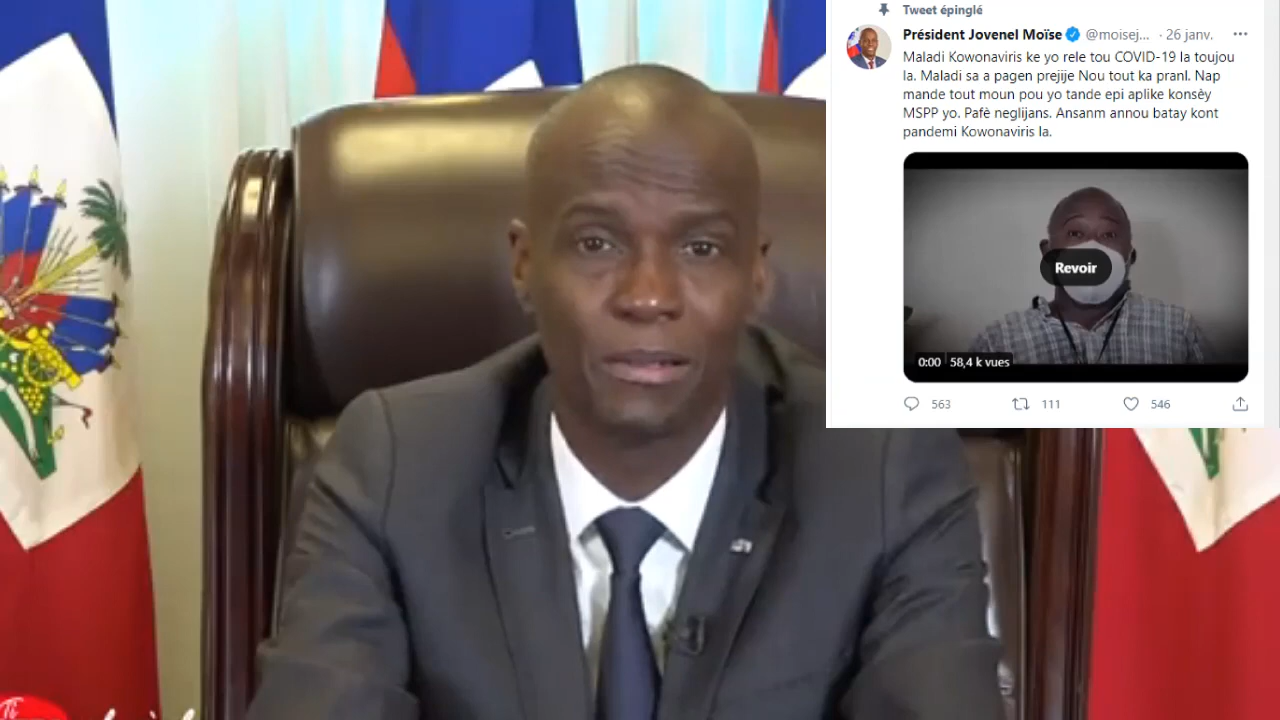 Tweet épinglé
Président Jovenel Moïse @moisej... · 26 janv.
Maladi Kowonaviris ke yo rele tou COVID-19 la toujou
la. Maladi sa a pagen prejije Nou tout ka pranl. Nap
mande tout moun pou yo tande epi aplike konsèy
MSPP yo. Pafè neglijans. Ansanm annou batay kont
pandemi Kowonaviris la.
Revoir
0:00 58,4 k vues
563 111 546
Ti